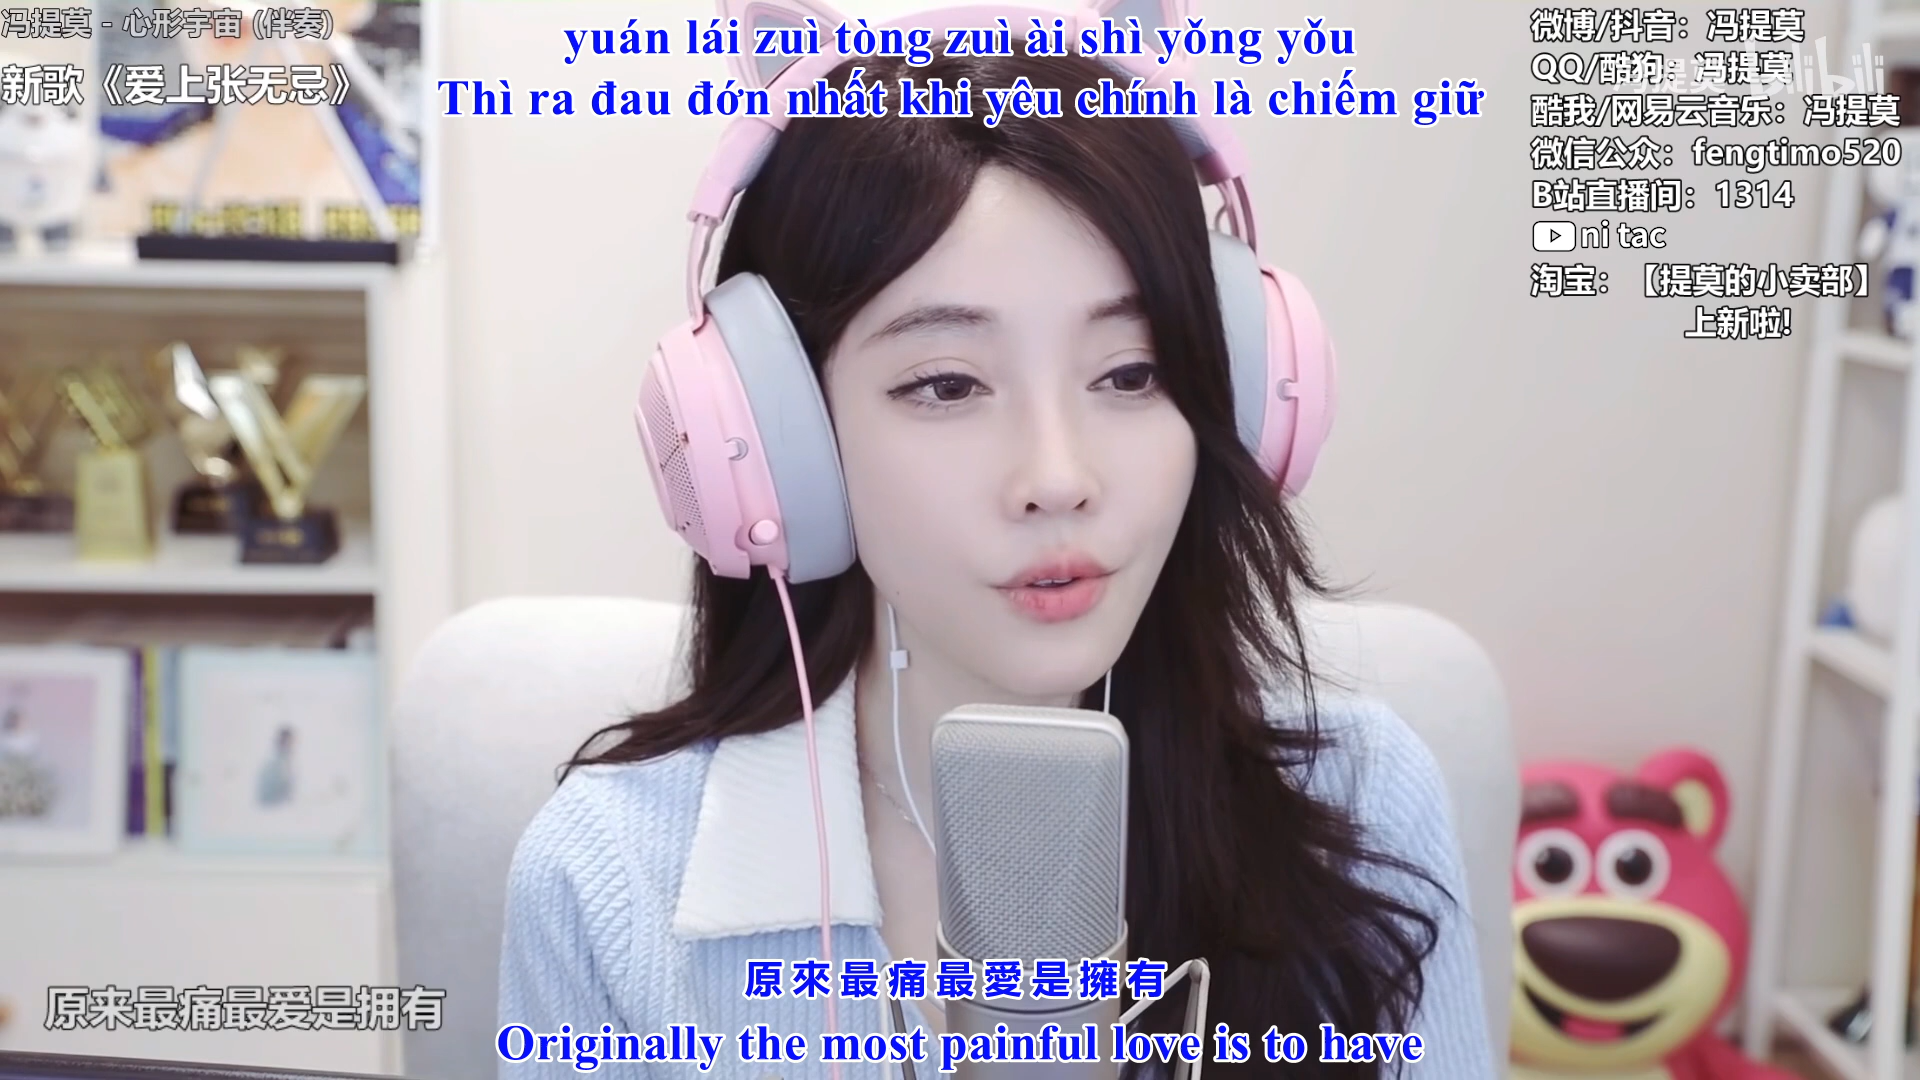 冯提莫 - 心形宇宙 (伴奏)
新歌《爱上张无忌》
yuán lái zuì tòng zuì ài shì yǒng yǒu
Thì ra đau đớn nhất khi yêu chính là chiếm giữ
微博/抖音：冯提莫
QQ/酷狗：冯提莫
冯提莫 bilibili
酷我/网易云音乐：冯提莫
微信公众：fengtimo520
B站直播间：1314
ni tac
淘宝：【提莫的小卖部】
上新啦!
原來最痛最愛是擁有
原来最痛最爱是拥有
Originally the most painful love is to have